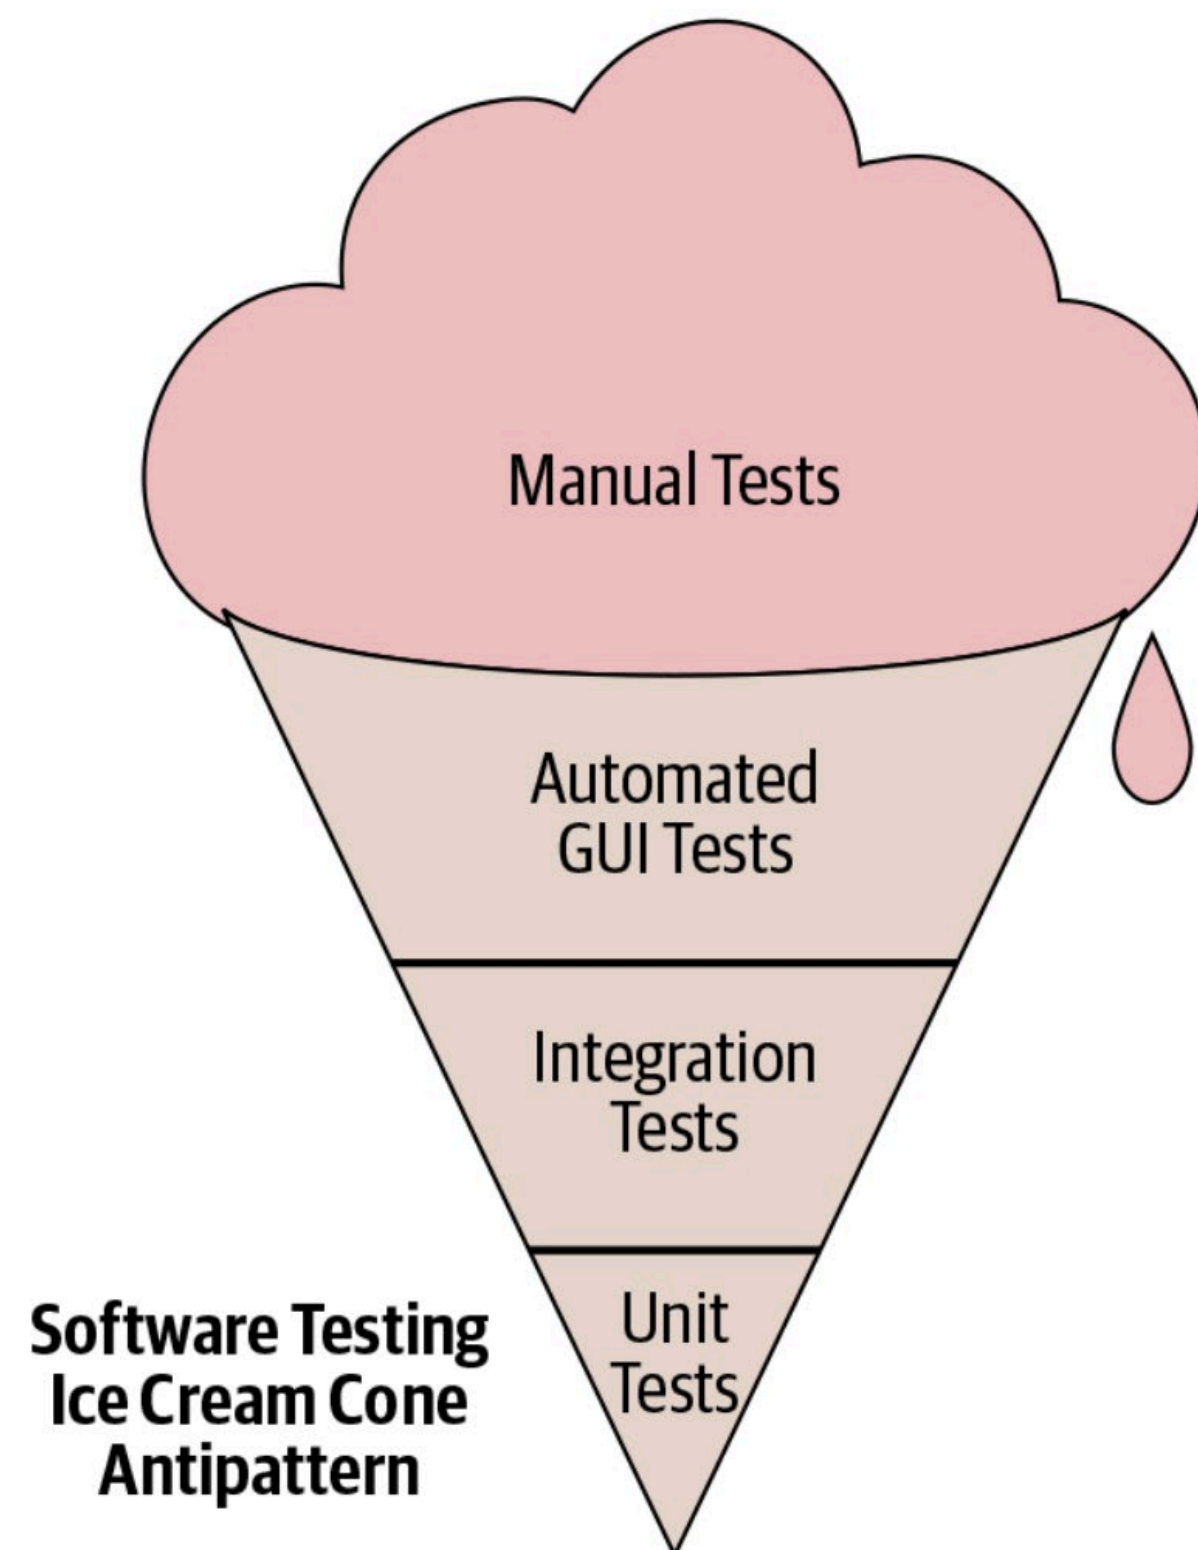 Manual Tests
Automated
GUI Tests
Integration
Tests
Unit
Tests
Software Testing
Ice Cream Cone
Antipattern